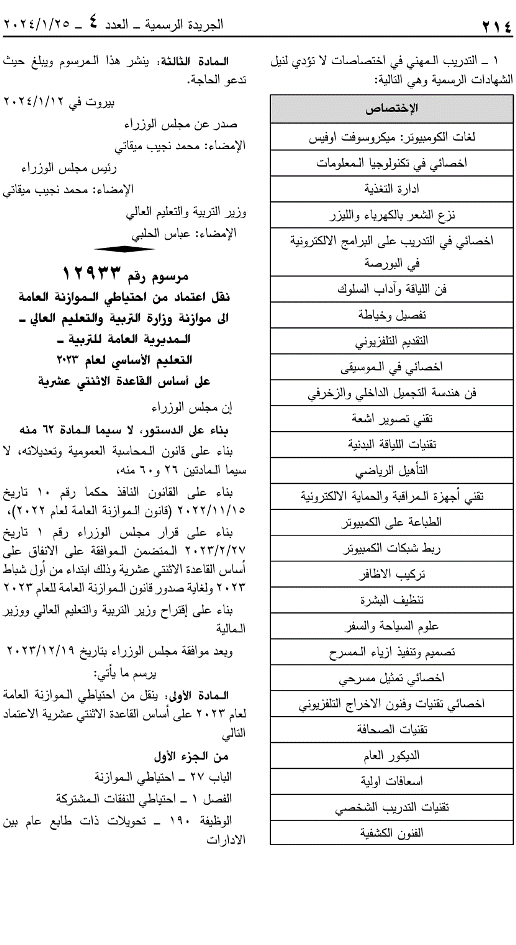 ٢١٤
الجريدة الرسمية – العدد ٤ – ٢٠٢٤/١/٢٥
١ – التدريب المهني في اختصاصات لا تؤدي لنيل
الشهادات الرسمية وهي التالية:
الإختصاص
لغات الكومبيوتر: ميكروسوفت اوفيس
اخصائي في تكنولوجيا المعلومات
ادارة التغذية
نزع الشعر بالكهرباء والليزر
اخصائي في التدريب على البرامج الالكترونية
في البورصة
فن اللياقة وآداب السلوك
تفصيل وخياطة
التقديم التلفزيوني
اخصائي في الموسيقى
فن هندسة التجميل الداخلي والزخرفي
تقني تصوير اشعة
تقنيات اللياقة البدنية
التأهيل الرياضي
تقني أجهزة المراقبة والحماية الالكترونية
الطباعة على الكمبيوتر
ربط شبكات الكمبيوتر
تركيب الاظافر
تنظيف البشرة
علوم السياحة والسفر
تصميم وتنفيذ ازياء المسرح
اخصائي تمثيل مسرحي
اخصائي تقنيات وفنون الاخراج التلفزيوني
تقنيات الصحافة
الديكور العام
اسعافات اولية
تقنيات التدريب الشخصي
الفنون الكشفية
المادة الثالثة: ينشر هذا المرسوم ويبلغ حيث
تدعو الحاجة.
بيروت في ٢٠٢٤/١/١٢
صدر عن مجلس الوزراء
الإمضاء: محمد نجيب ميقاتي
رئيس مجلس الوزراء
الإمضاء: محمد نجيب ميقاتي
وزير التربية والتعليم العالي
الإمضاء: عباس الحلبي
مرسوم رقم ١٢٩٣٣
نقل اعتماد من احتياطي الموازنة العامة
الى موازنة وزارة التربية والتعليم العالي –
المديرية العامة للتربية –
التعليم الأساسي لعام ٢٠٢٣
على أساس القاعدة الاثنتي عشرية
إن مجلس الوزراء
بناء على الدستور، لا سيما المادة ٦٢ منه
بناء على قانون المحاسبة العمومية وتعديلاته، لا
سيما المادتين ٢٦ و٦٠ منه،
بناء على القانون النافذ حكما رقم ١٠ تاريخ
٢٠٢٢/١١/١٥ (قانون الموازنة العامة لعام ٢٠٢٢)،
بناء على قرار مجلس الوزراء رقم ١ تاريخ
٢٠٢٣/٢/٢٧ المتضمن الموافقة على الانفاق على
أساس القاعدة الاثنتي عشرية وذلك ابتداء من أول شباط
٢٠٢٣ ولغاية صدور قانون الموازنة العامة للعام ٢٠٢٣
بناء على إقتراح وزير التربية والتعليم العالي ووزير
المالية
وبعد موافقة مجلس الوزراء بتاريخ ٢٠٢٣/١٢/١٩
يرسم ما يأتي:
المادة الأولى: ينقل من احتياطي الموازنة العامة
لعام ٢٠٢٣ على أساس القاعدة الاثنتي عشرية الاعتماد
التالي
من الجزء الأول
الباب ٢٧ – احتياطي الموازنة
الفصل ١ – احتياطي للنفقات المشتركة
الوظيفة ١٩٠ – تحويلات ذات طابع عام بين
الادارات